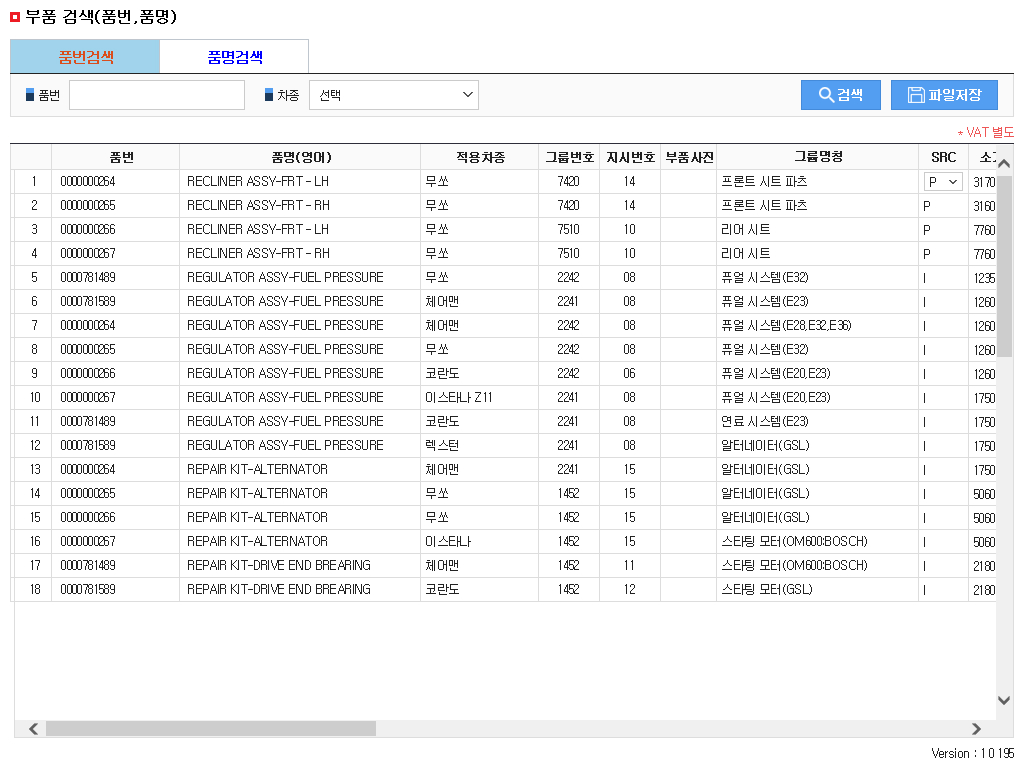 부품 검색(품번,품명)
품번검색 품명검색
품번 차종 선택 검색 파일저장
* VAT 별도
품번 품명(영어) 적용차종 그룹번호 지시번호 부품사진 그룹명칭 SRC
1 0000000264 RECLINER ASSY-FRT - LH 무쏘 7420 14 프론트 시트 파츠 P 3170
2 0000000265 RECLINER ASSY-FRT - RH 무쏘 7420 14 프론트 시트 파츠 P 3160
3 0000000266 RECLINER ASSY-FRT - LH 무쏘 7510 10 리어 시트 P 7760
4 0000000267 RECLINER ASSY-FRT - RH 무쏘 7510 10 리어 시트 P 7760
5 0000781489 REGULATOR ASSY-FUEL PRESSURE 무쏘 2242 08 퓨얼 시스템(E32) I 1235
6 0000781589 REGULATOR ASSY-FUEL PRESSURE 체어맨 2241 08 퓨얼 시스템(E23) I 1260
7 0000000264 REGULATOR ASSY-FUEL PRESSURE 체어맨 2242 08 퓨얼 시스템(E28,E32,E36) I 1260
8 0000000265 REGULATOR ASSY-FUEL PRESSURE 무쏘 2242 08 퓨얼 시스템(E32) I 1260
9 0000000266 REGULATOR ASSY-FUEL PRESSURE 코란도 2242 06 퓨얼 시스템(E20,E23) I 1260
10 0000000267 REGULATOR ASSY-FUEL PRESSURE 이스타나 Z11 2241 08 퓨얼 시스템(E20,E23) I 1750
11 0000781489 REGULATOR ASSY-FUEL PRESSURE 코란도 2241 08 연료 시스템(E23) I 1750
12 0000781589 REGULATOR ASSY-FUEL PRESSURE 렉스턴 2241 08 알터네이터(GSL) I 1750
13 0000000264 REPAIR KIT-ALTERNATOR 체어맨 2241 15 알터네이터(GSL) I 1750
14 0000000265 REPAIR KIT-ALTERNATOR 무쏘 1452 15 알터네이터(GSL) I 5060
15 0000000266 REPAIR KIT-ALTERNATOR 무쏘 1452 15 알터네이터(GSL) I 5060
16 0000000267 REPAIR KIT-ALTERNATOR 이스타나 1452 15 스타팅 모터(OM600:BOSCH) I 5060
17 0000781489 REPAIR KIT-DRIVE END BREARING 체어맨 1452 11 스타팅 모터(OM600:BOSCH) I 2180
18 0000781589 REPAIR KIT-DRIVE END BREARING 코란도 1452 12 스타팅 모터(GSL) I 2180
Version : 1.0.195